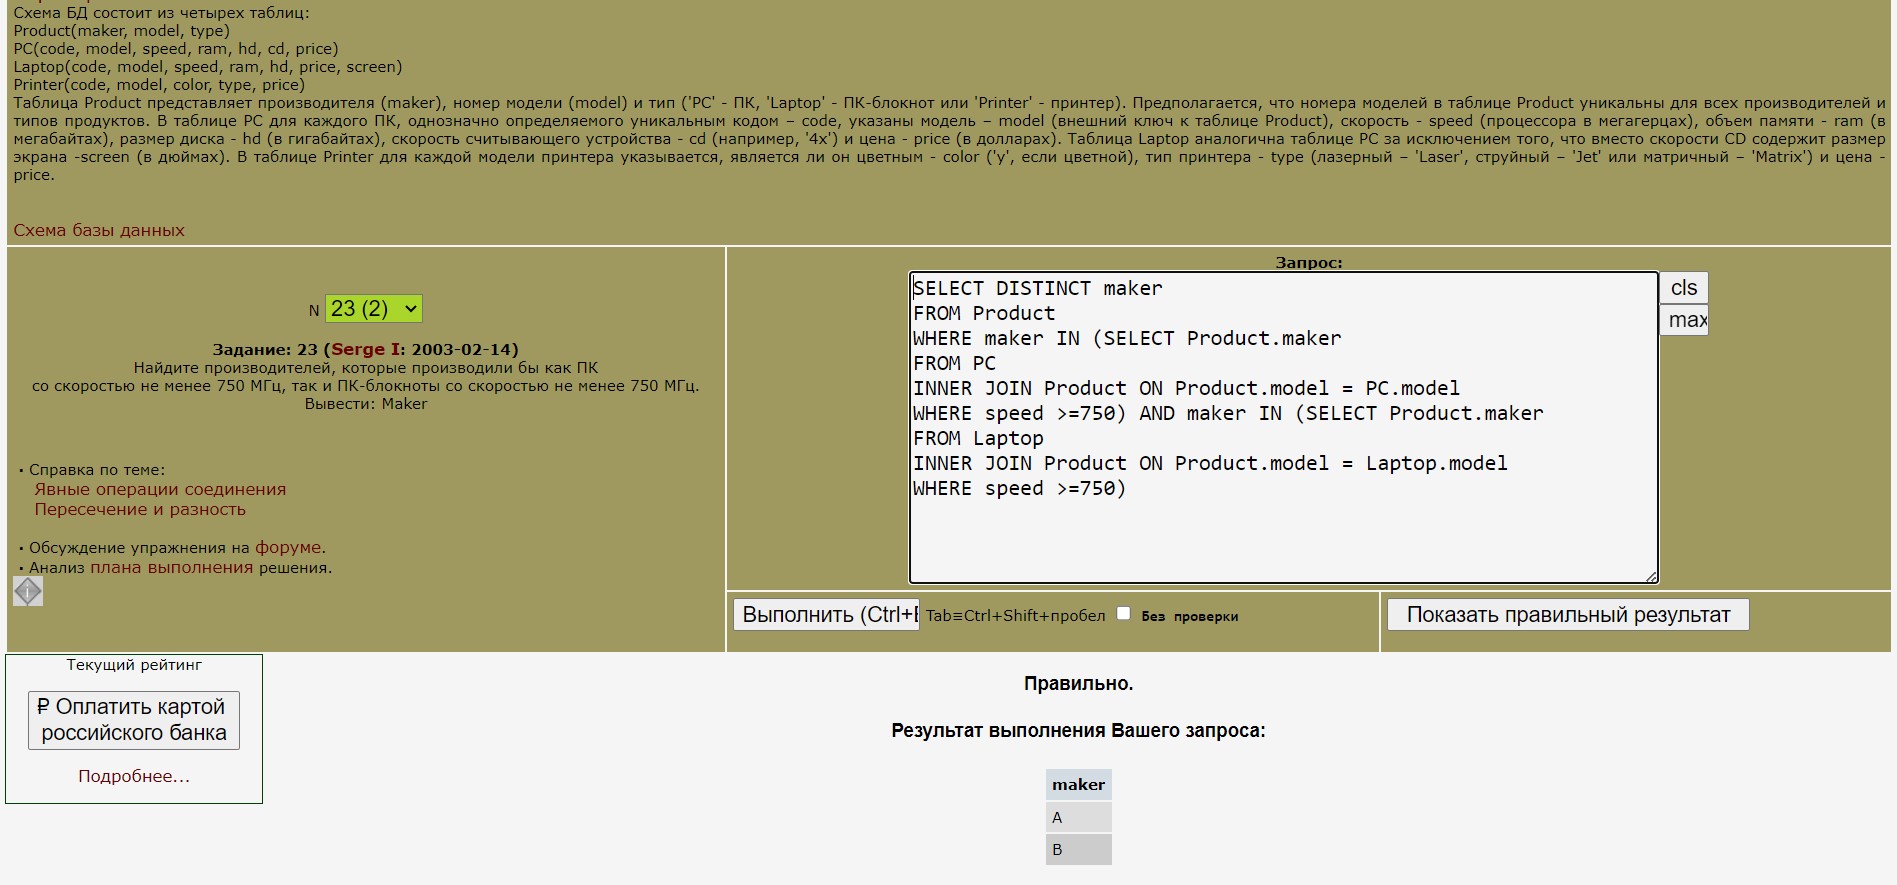 Схема БД состоит из четырех таблиц:
Product(maker, model, type)
PC(code, model, speed, ram, hd, cd, price)
Laptop(code, model, speed, ram, hd, price, screen)
Printer(code, model, color, type, price)
Таблица Product представляет производителя (maker), номер модели (model) и тип ('PC' - ПК, 'Laptop' - ПК-блокнот или 'Printer' - принтер). Предполагается, что номера моделей в таблице Product уникальны для всех производителей и
типов продуктов. В таблице PC для каждого ПК, однозначно определяемого уникальным кодом – code, указаны модель – model (внешний ключ к таблице Product), скорость - speed (процессора в мегагерцах), объем памяти - ram (в
мегабайтах), размер диска - hd (в гигабайтах), скорость считывающего устройства - cd (например, '4x') и цена - price (в долларах). Таблица Laptop аналогична таблице РС за исключением того, что вместо скорости CD содержит размер
экрана -screen (в дюймах). В таблице Printer для каждой модели принтера указывается, является ли он цветным - color ('y', если цветной), тип принтера - type (лазерный – 'Laser', струйный – 'Jet' или матричный – 'Matrix') и цена -
price.
Схема базы данных
N 23 (2)
Задание: 23 (Serge I: 2003-02-14)
Найдите производителей, которые производили бы как ПК
со скоростью не менее 750 МГц, так и ПК-блокноты со скоростью не менее 750 МГц.
Вывести: Maker
· Справка по теме:
Явные операции соединения
Пересечение и разность
· Обсуждение упражнения на форуме.
· Анализ плана выполнения решения.
Запрос:
SELECT DISTINCT maker
FROM Product
WHERE maker IN (SELECT Product.maker
FROM PC
INNER JOIN Product ON Product.model = PC.model
WHERE speed >=750) AND maker IN (SELECT Product.maker
FROM Laptop
INNER JOIN Product ON Product.model = Laptop.model
WHERE speed >=750)
cls
max
Выполнить (Ctrl+E Tab≡Ctrl+Shift+пробел Без проверки
Показать правильный результат
Текущий рейтинг
₽ Оплатить картой
российского банка
Подробнее...
Правильно.
Результат выполнения Вашего запроса:
maker
A
B